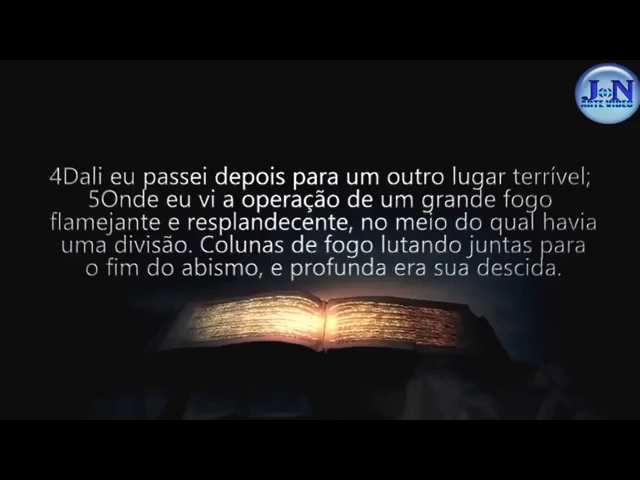 J N
ARTE VIDEO
4Dali eu passei depois para um outro lugar terrível;
5Onde eu vi a operação de um grande fogo
flamejante e resplandecente, no meio do qual havia
uma divisão. Colunas de fogo lutando juntas para
o fim do abismo, e profunda era sua descida.